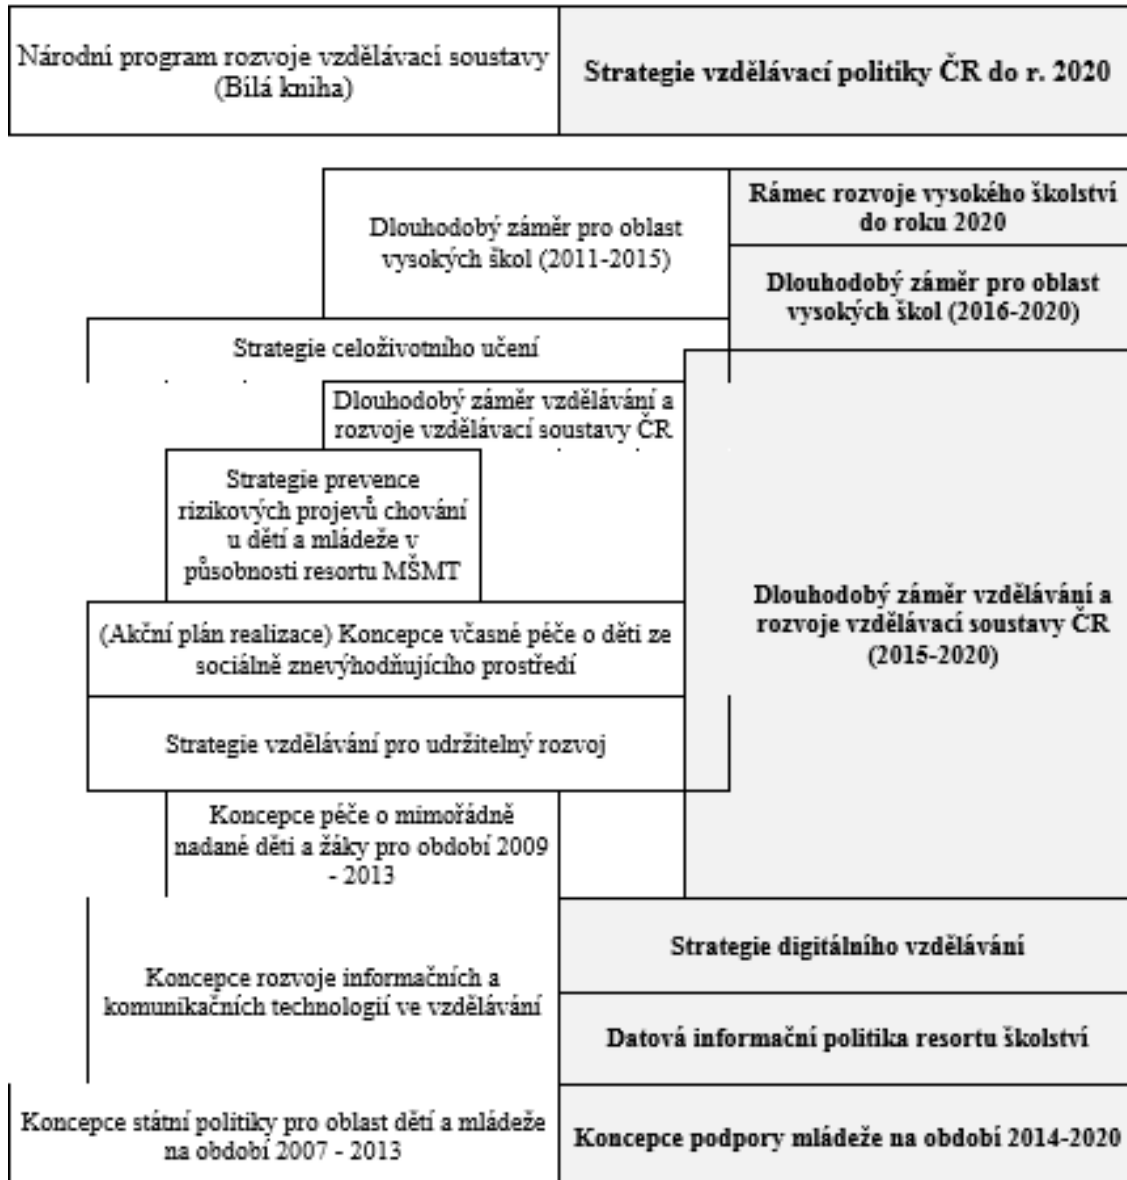 Národní program rozvoje vzdělávací soustavy
(Bílá kniha)
Strategie vzdělávací politiky ČR do r. 2020
Dlouhodobý záměr pro oblast
vysokých škol (2011-2015)
Rámec rozvoje vysokého školství
do roku 2020
Dlouhodobý záměr pro oblast
vysokých škol (2016-2020)
Strategie celoživotního učení
Dlouhodobý záměr vzdělávání a
rozvoje vzdělávací soustavy ČR
Strategie prevence
rizikových projevů chování
u dětí a mládeže v
působnosti resortu MŠMT
(Akční plán realizace) Koncepce včasné péče o děti ze
sociálně znevýhodňujícího prostředí
Dlouhodobý záměr vzdělávání a
rozvoje vzdělávací soustavy ČR
(2015-2020)
Strategie vzdělávání pro udržitelný rozvoj
Koncepce péče o mimořádně
nadané děti a žáky pro období 2009
- 2013
Koncepce rozvoje informačních a
komunikačních technologií ve vzdělávání
Strategie digitálního vzdělávání
Datová informační politika resortu školství
Koncepce státní politiky pro oblast dětí a mládeže
na období 2007 - 2013
Koncepce podpory mládeže na období 2014-2020